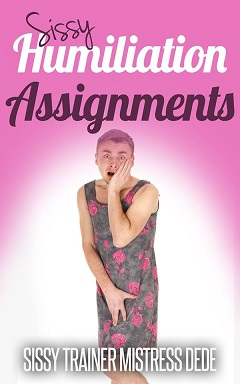 Sissy
Humiliation
Assignments
SISSY TRAINER MISTRESS DEDE